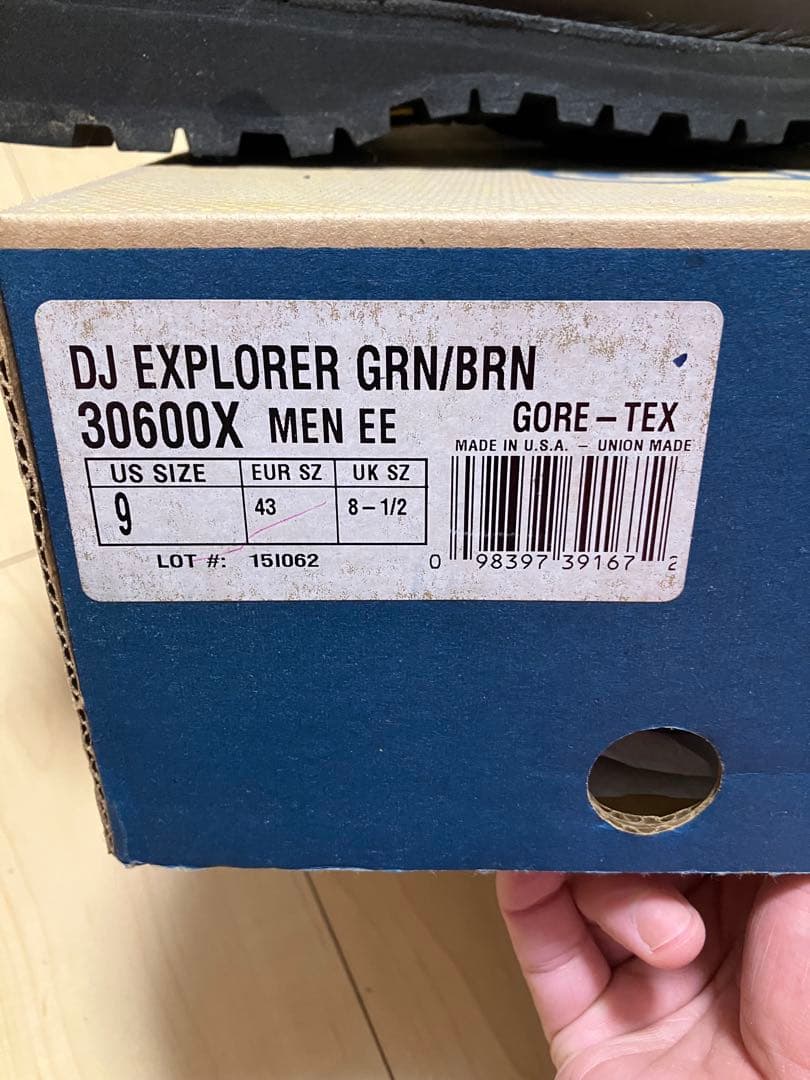 DJ EXPLORER GRN/BRN
30600X MEN EE
GORE-TEX
MADE IN U.S.A. - UNION MADE
US SIZE EUR SZ UK SZ
9 43 8-1/2
LOT #: 15I062
0 98397 39167 2